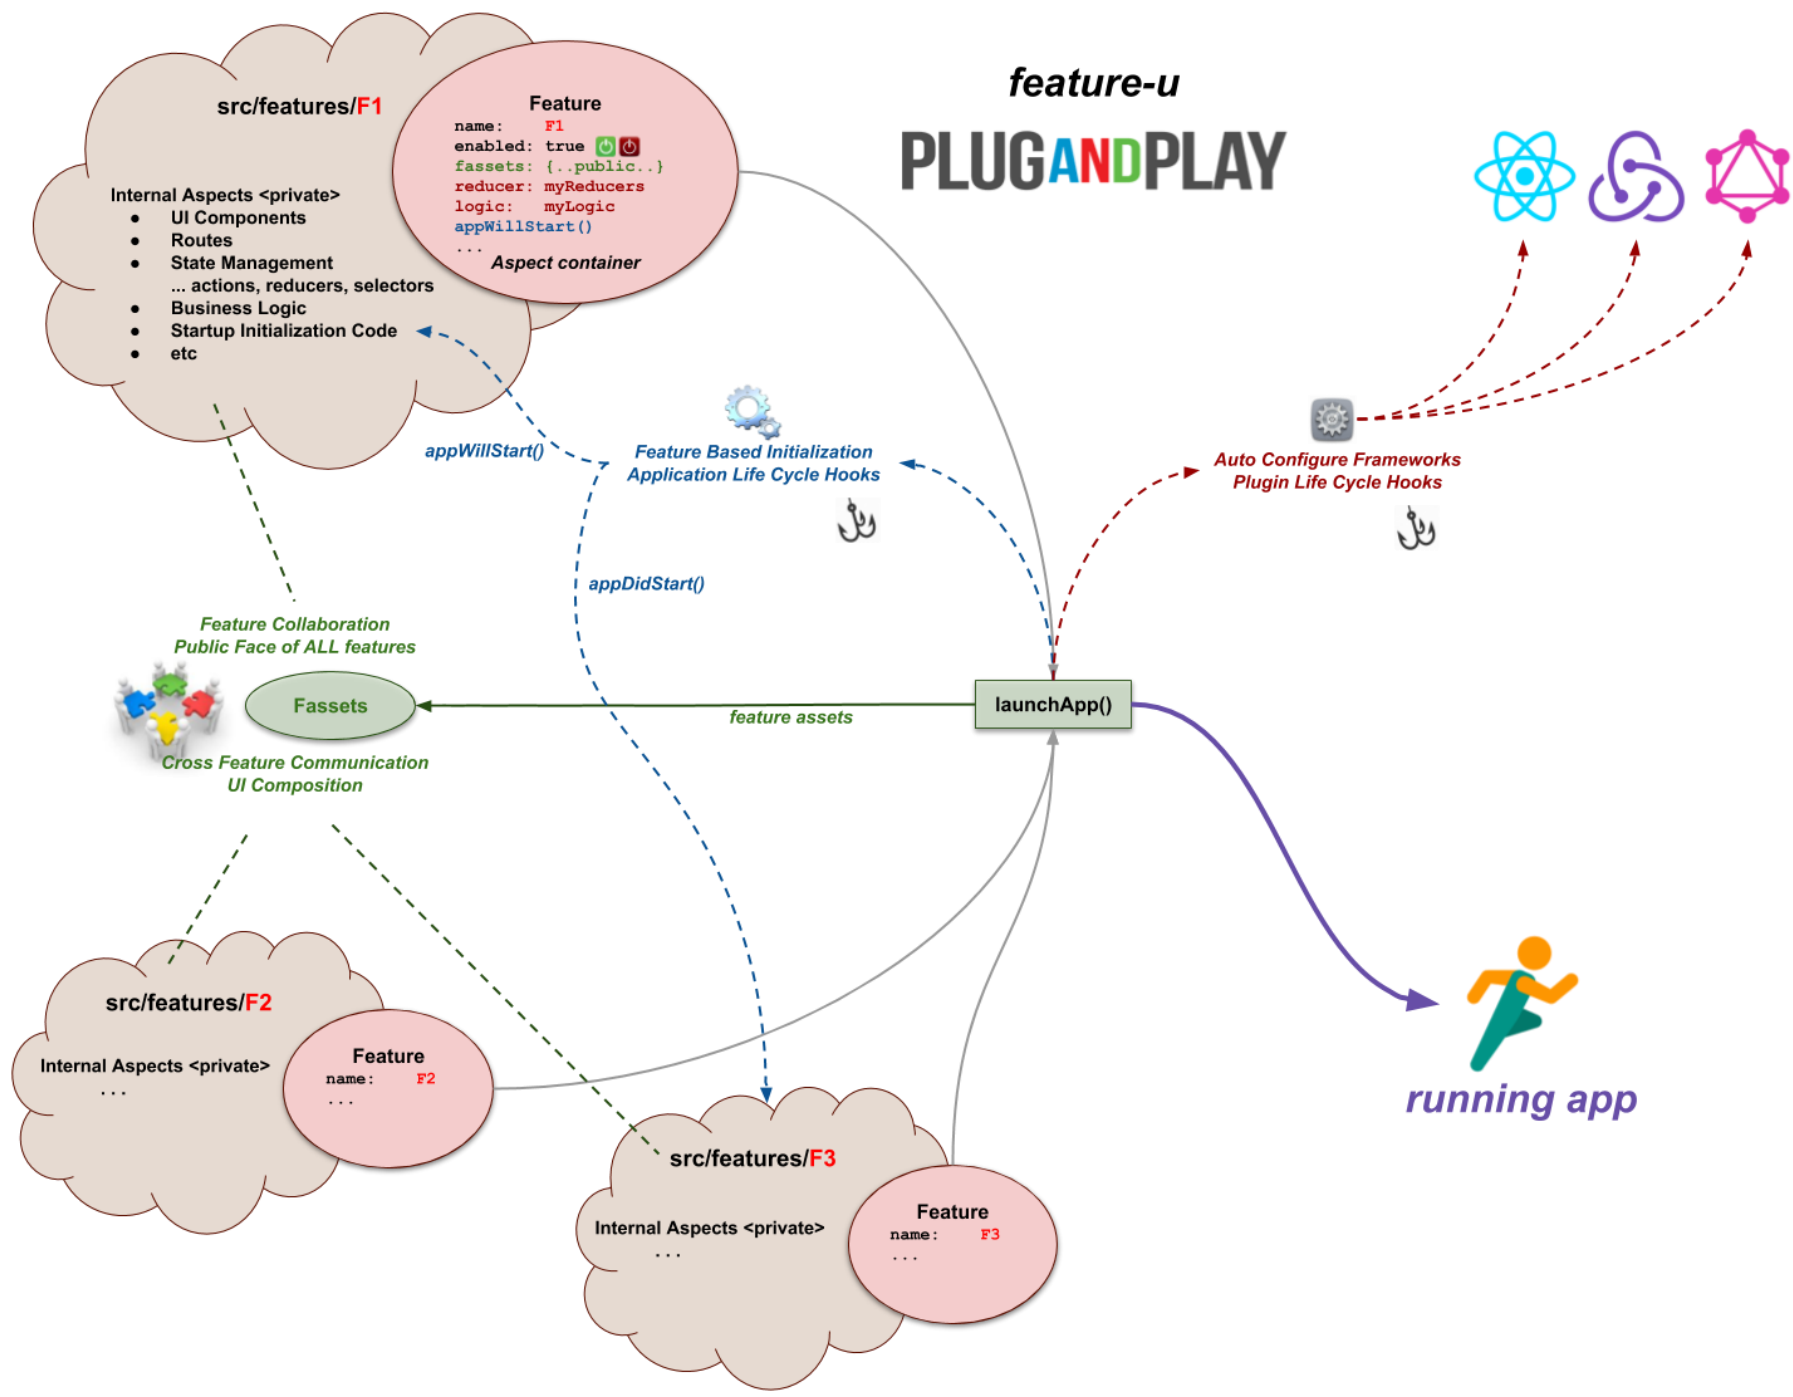 feature-u
PLUGANDPLAY
src/features/F1
Internal Aspects <private>
● UI Components
● Routes
● State Management
... actions, reducers, selectors
● Business Logic
● Startup Initialization Code
● etc
Feature
name: F1
enabled: true
fassets: {..public..}
reducer: myReducers
logic: myLogic
appWillStart()
...
Aspect container
appWillStart()
Feature Based Initialization
Application Life Cycle Hooks
Auto Configure Frameworks
Plugin Life Cycle Hooks
appDidStart()
Feature Collaboration
Public Face of ALL features
Fassets
feature assets
launchApp()
Cross Feature Communication
UI Composition
src/features/F2
Internal Aspects <private>
...
Feature
name: F2
...
src/features/F3
Internal Aspects <private>
...
Feature
name: F3
...
running app